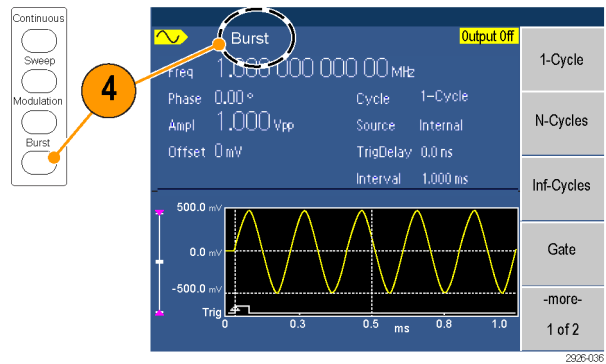 Continuous
Sweep
Modulation
Burst
4
Burst
Output Off
Freq 1.000 000 000 00 MHz
Phase 0.00 °
Cycle 1-Cycle
Ampl 1.000 Vpp
Source Internal
Offset 0 mV
TrigDelay 0.0 ns
Interval 1.000 ms
500.0 mV
0.0 mV
-500.0 mV
Trig
0 0.3 0.5 ms 0.8 1.0
1-Cycle
N-Cycles
Inf-Cycles
Gate
-more-
1 of 2
2926-036